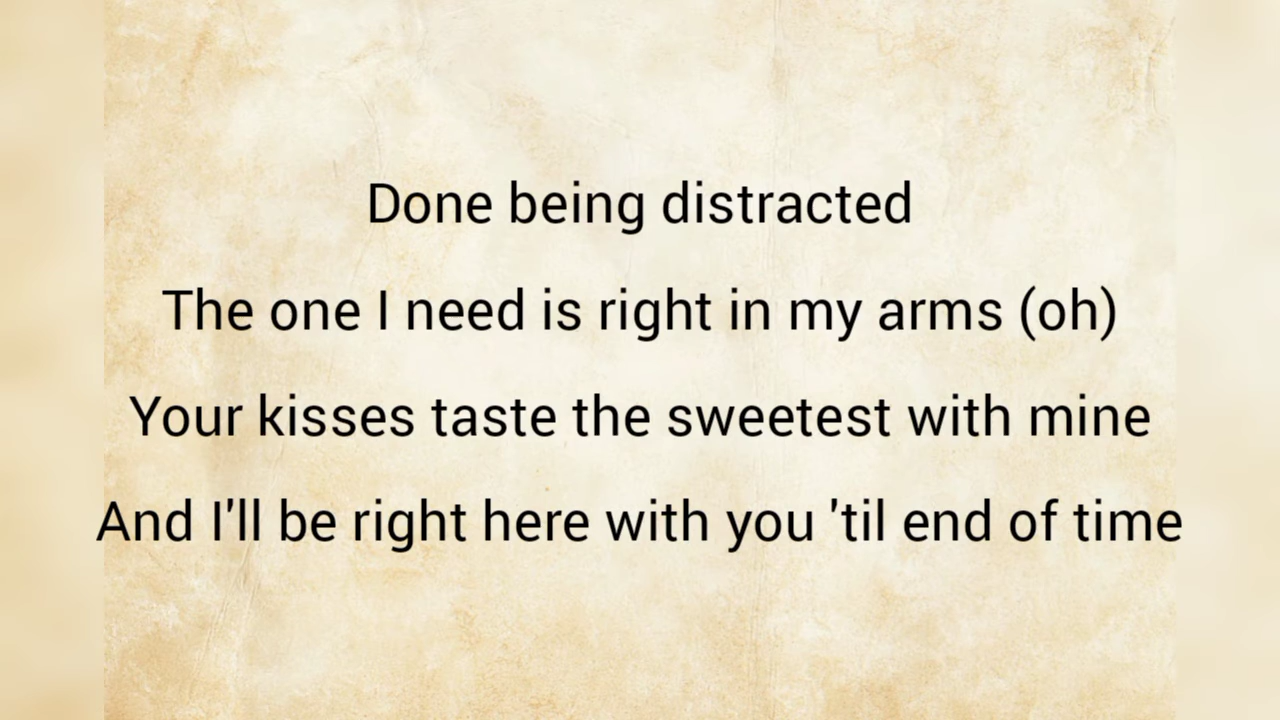 Done being distracted
The one I need is right in my arms (oh)
Your kisses taste the sweetest with mine
And I'll be right here with you 'til end of time